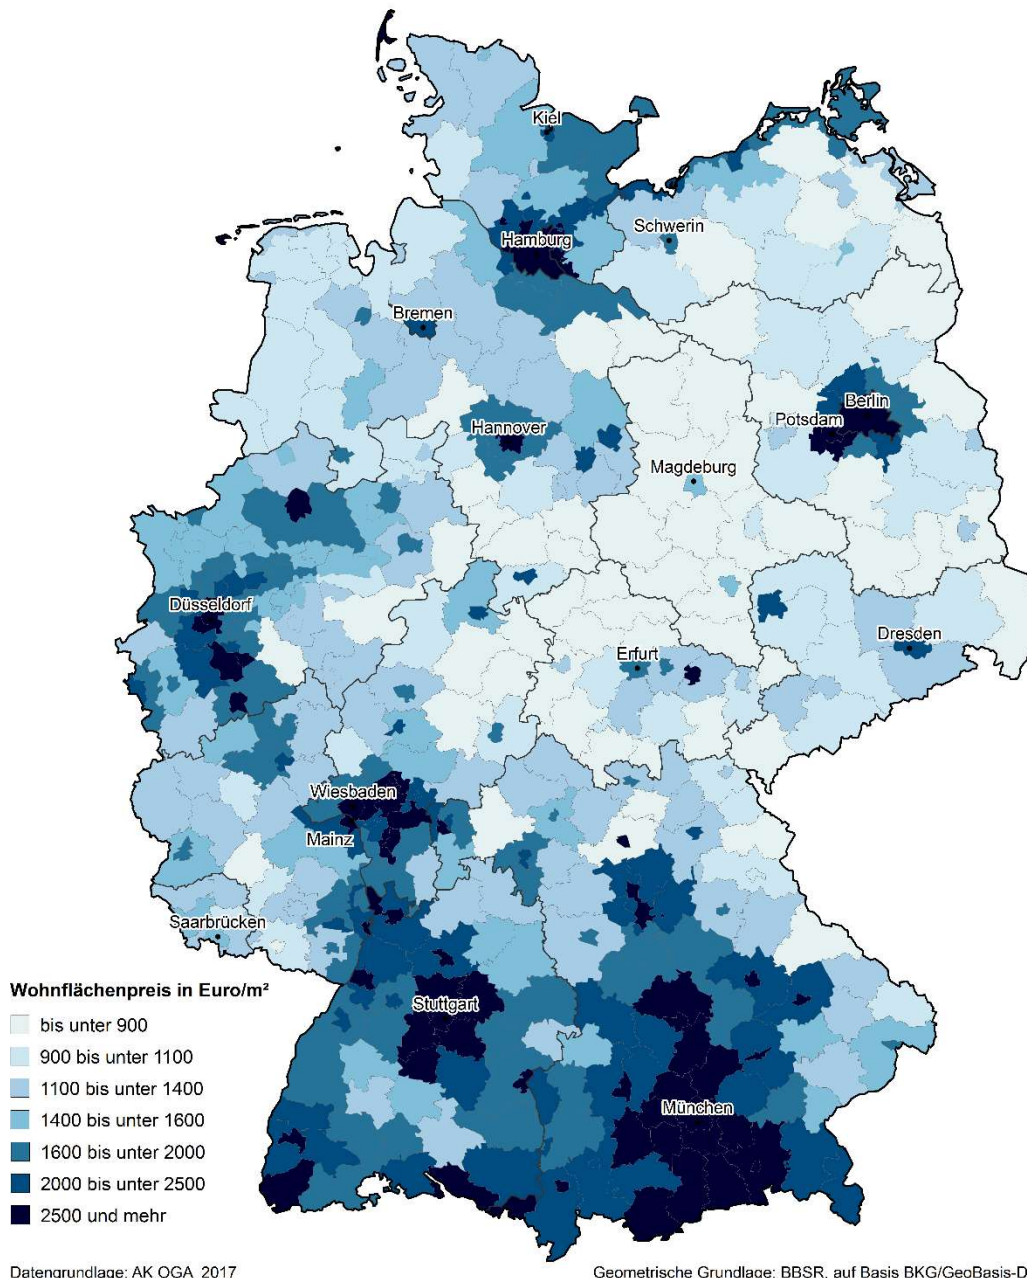 Kiel
Schwerin
Hamburg
Bremen
Berlin
Potsdam
Hannover
Magdeburg
Düsseldorf
Dresden
Erfurt
Wiesbaden
Mainz
Saarbrücken
Stuttgart
München
Wohnflächenpreis in Euro/m²
bis unter 900
900 bis unter 1100
1100 bis unter 1400
1400 bis unter 1600
1600 bis unter 2000
2000 bis unter 2500
2500 und mehr
Datengrundlage: AK OGA 2017
Geometrische Grundlage: BBSR, auf Basis BKG/GeoBasis-D